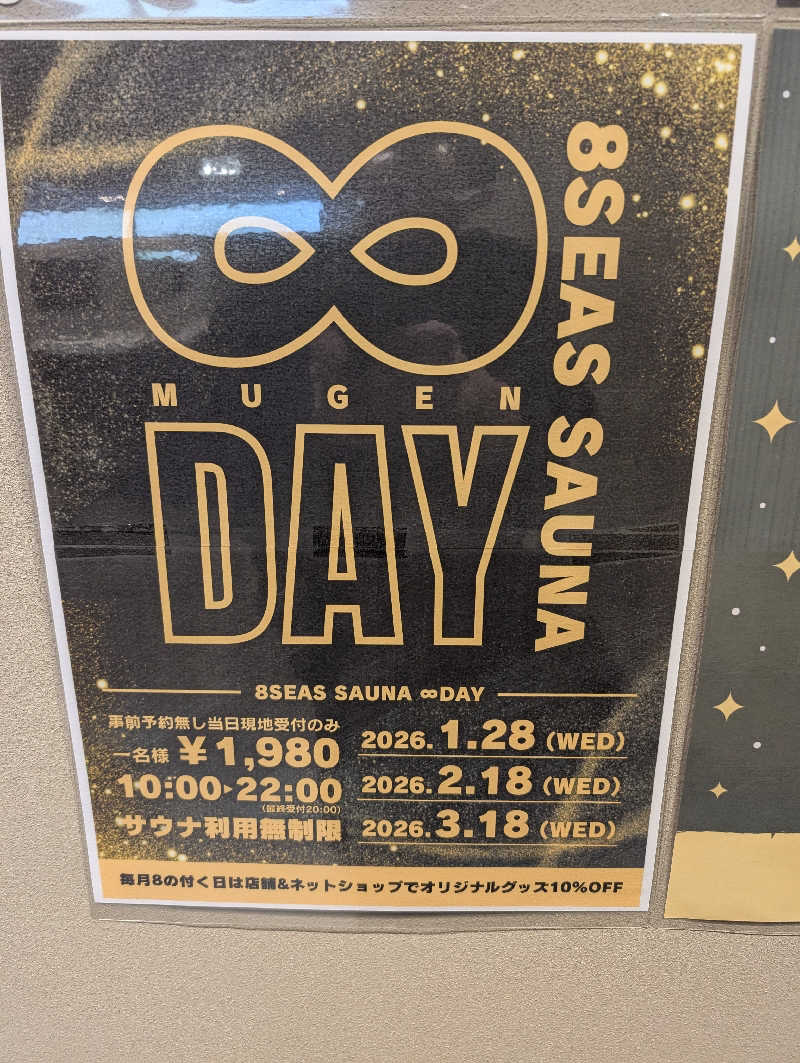 ∞
MUGEN
DAY
8SEAS SAUNA
8SEAS SAUNA ∞DAY
事前予約無し当日現地受付のみ
一名様 ¥1,980
10:00▸22:00
(最終受付20:00)
サウナ利用無制限
2026.1.28 (WED)
2026.2.18 (WED)
2026.3.18 (WED)
毎月8の付く日は店舗&ネットショップでオリジナルグッズ10%OFF